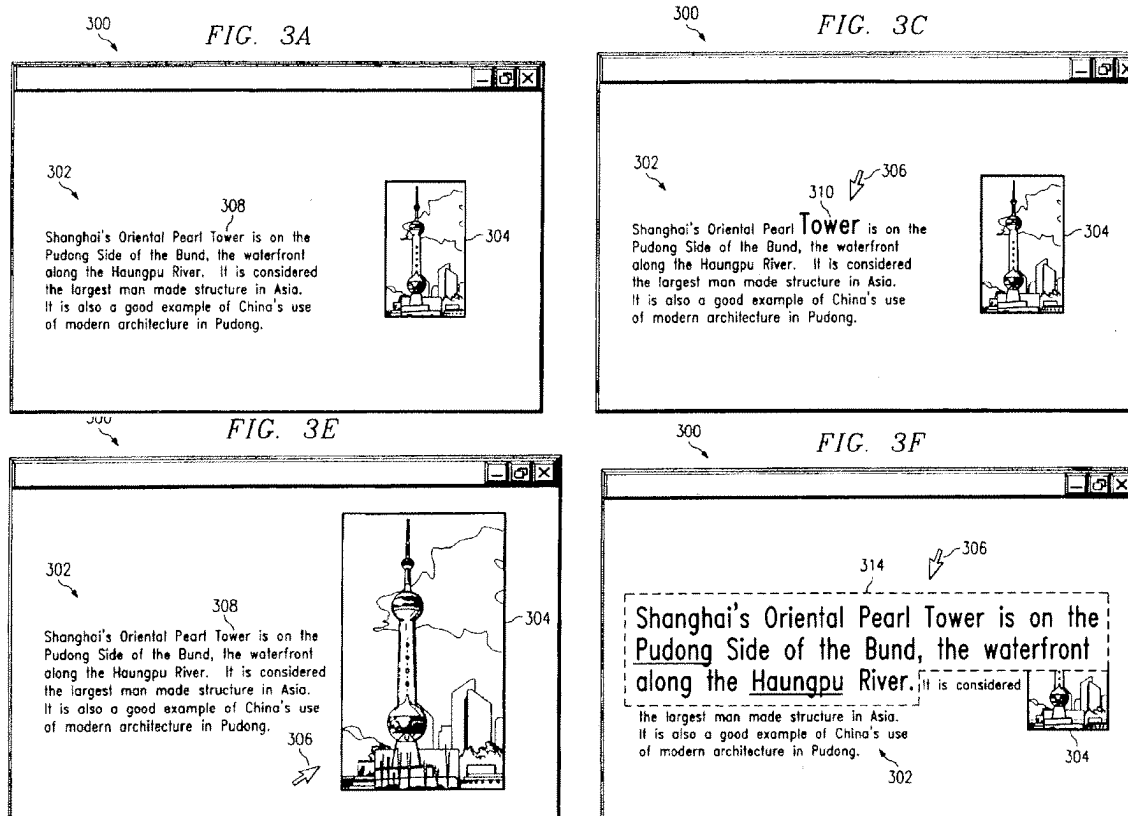 300
FIG. 3A
302
308
Shanghai's Oriental Pearl Tower is on the
Pudong Side of the Bund, the waterfront
along the Haungpu River. It is considered
the largest man made structure in Asia.
It is also a good example of China's use
of modern architecture in Pudong.
304
300
FIG. 3C
302
310
306
Shanghai's Oriental Pearl Tower is on the
Pudong Side of the Bund, the waterfront
along the Haungpu River. It is considered
the largest man made structure in Asia.
It is also a good example of China's use
of modern architecture in Pudong.
304
300
FIG. 3E
302
308
Shanghai's Oriental Pearl Tower is on the
Pudong Side of the Bund, the waterfront
along the Haungpu River. It is considered
the largest man made structure in Asia.
It is also a good example of China's use
of modern architecture in Pudong.
304
306
300
FIG. 3F
314
306
Shanghai's Oriental Pearl Tower is on the
Pudong Side of the Bund, the waterfront
along the Haungpu River. It is considered
the largest man made structure in Asia.
It is also a good example of China's use
of modern architecture in Pudong.
304
302